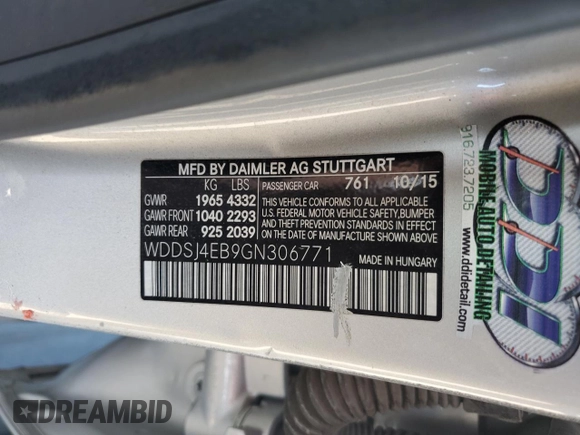 MFD BY DAIMLER AG STUTTGART
KG LBS PASSENGER CAR 761 10/15
GVWR 1965 4332
GAWR FRONT 1040 2293
GAWR REAR 925 2039
THIS VEHICLE CONFORMS TO ALL APPLICABLE
U.S. FEDERAL MOTOR VEHICLE SAFETY, BUMPER
AND THEFT PREVENTION STANDARDS IN EFFECT
ON THE DATE OF MANUFACTURE SHOWN ABOVE.
WDDSJ4EB9GN306771 MADE IN HUNGARY
916.723.7205
MOBILE AUTO DETAILING
DDI
www.ddidetail.com
DREAMBID